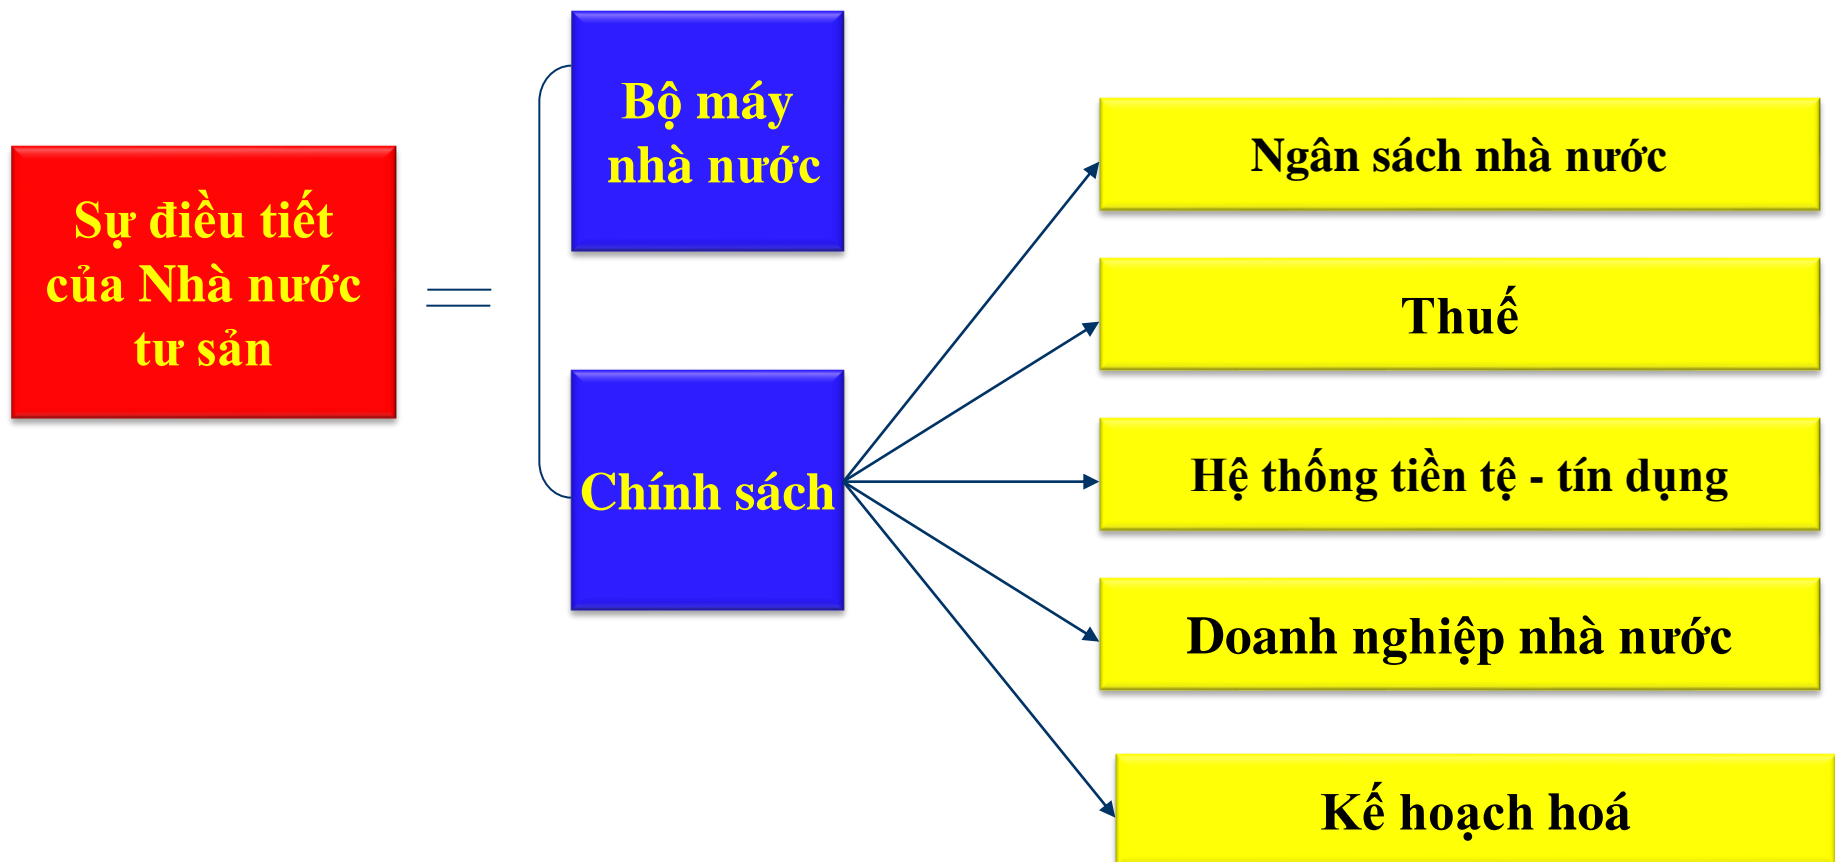 Sự điều tiết
của Nhà nước
tư sản
Bộ máy
nhà nước
Chính sách
Ngân sách nhà nước
Thuế
Hệ thống tiền tệ - tín dụng
Doanh nghiệp nhà nước
Kế hoạch hoá